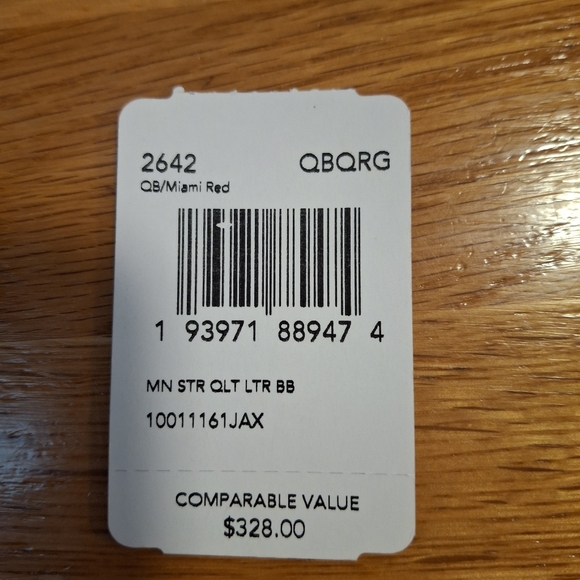 2642 QBQRG
QB/Miami Red
1 93971 88947 4
MN STR QLT LTR BB
10011161JAX
COMPARABLE VALUE
$328.00